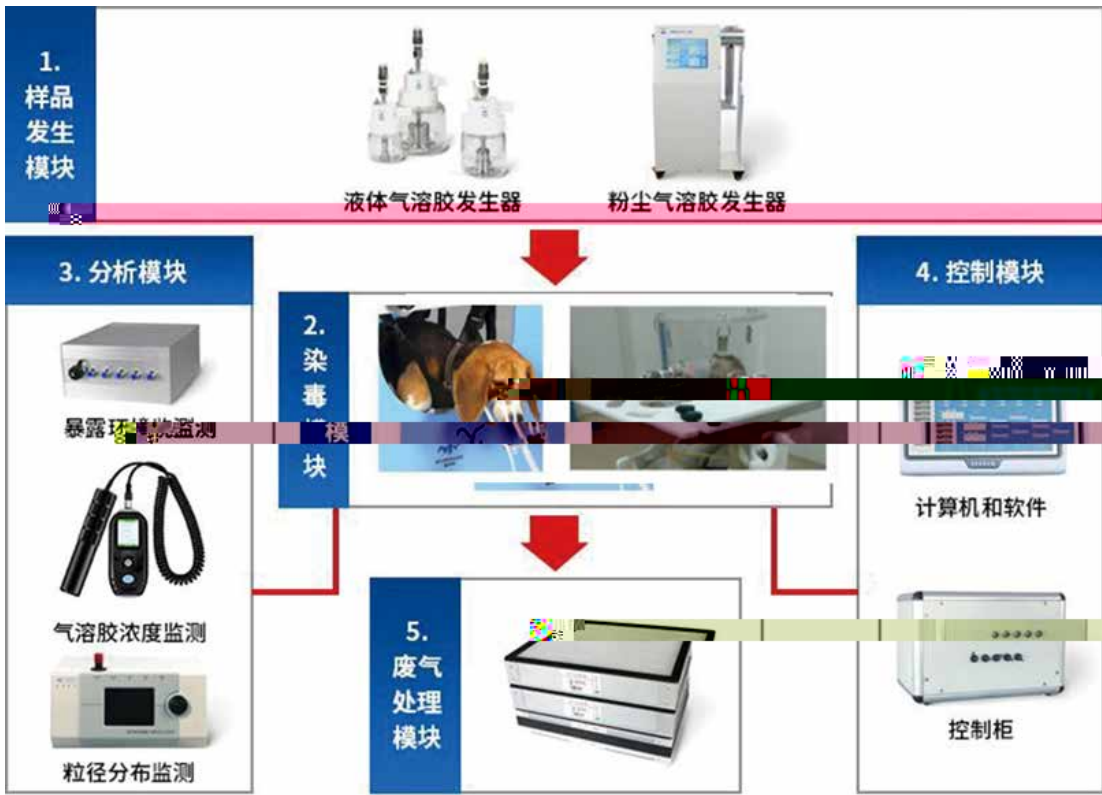 1.
样品
发生
模块
液体气溶胶发生器
粉尘气溶胶发生器
3. 分析模块
暴露环境监测
气溶胶浓度监测
粒径分布监测
2.
染
毒
模
块
4. 控制模块
计算机和软件
控制柜
5.
废气
处理
模块